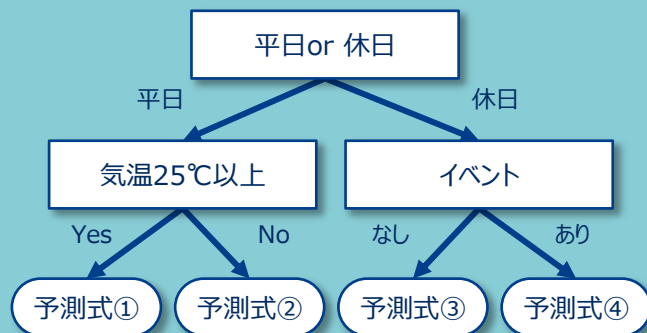 平日or 休日
平日
休日
気温25℃以上
イベント
Yes
No
なし
あり
予測式①
予測式②
予測式③
予測式④